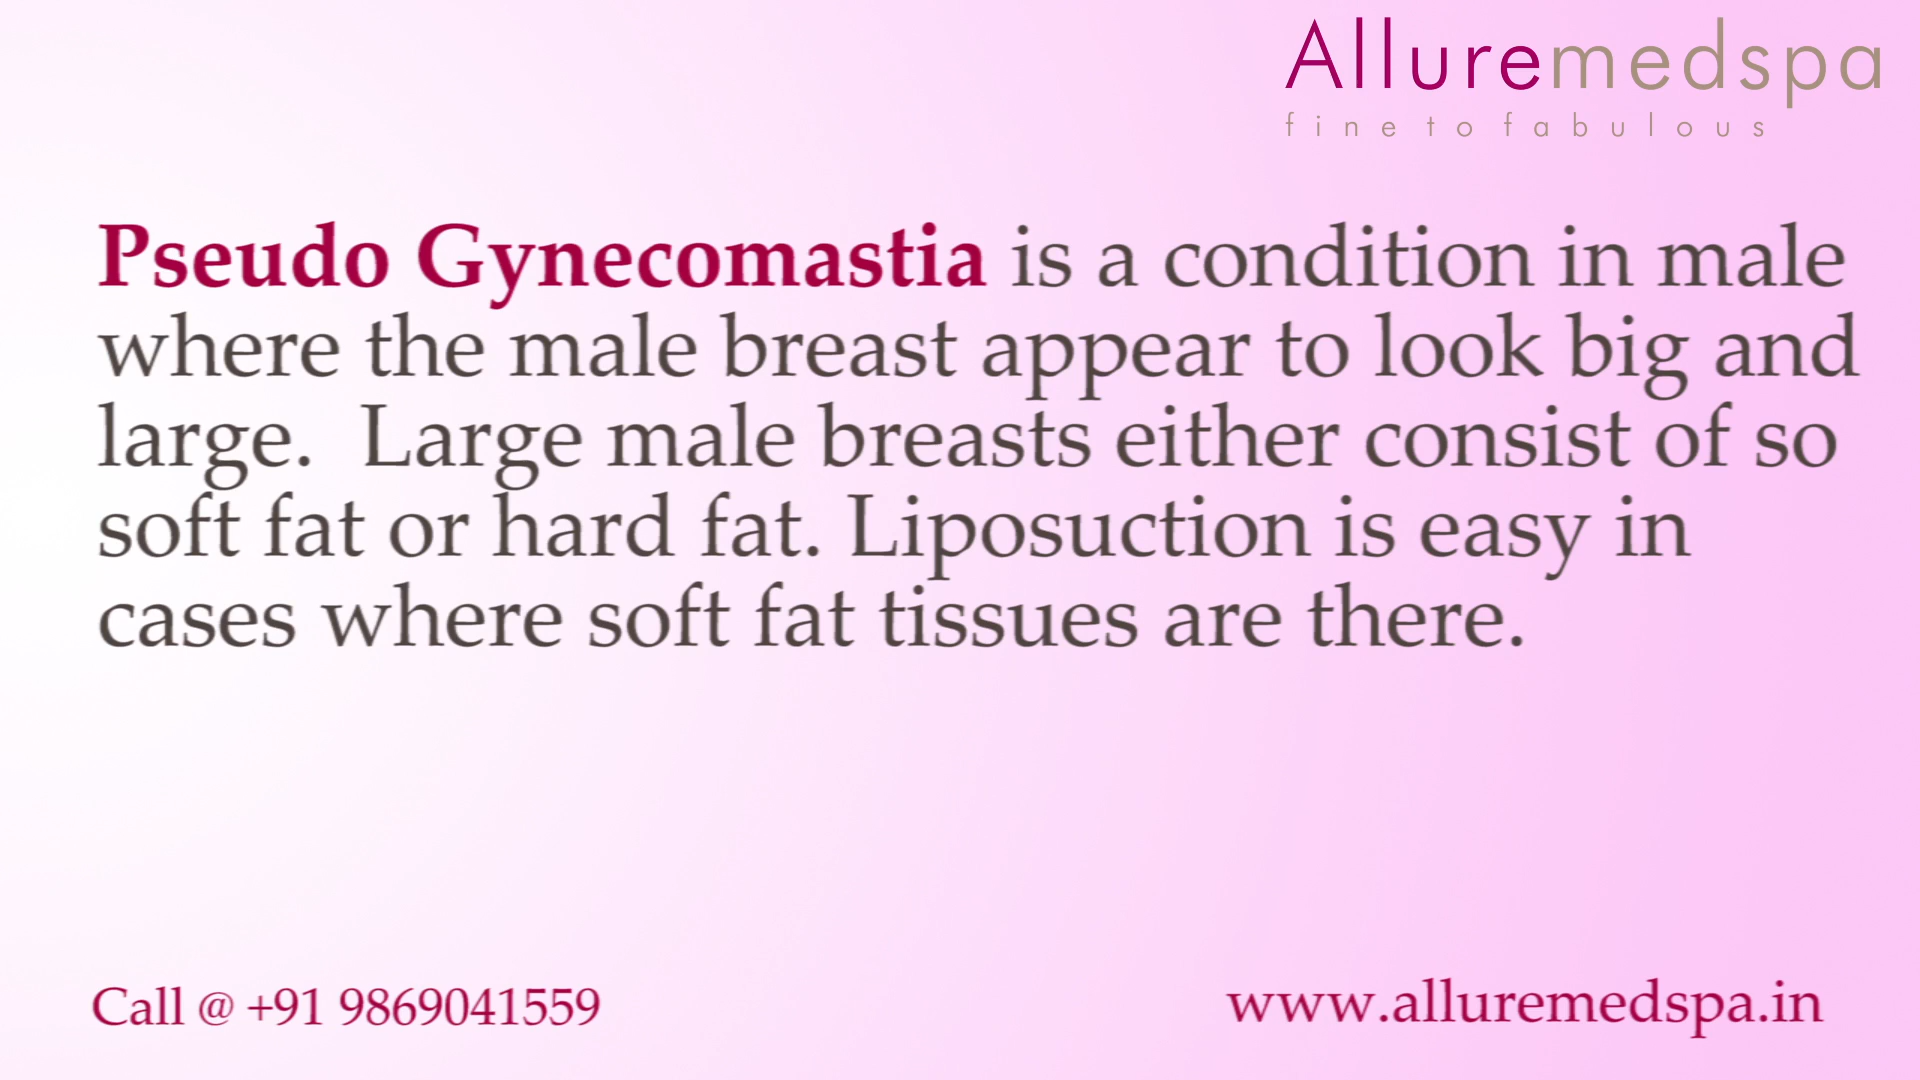 Alluremedspa
fine to fabulous
Pseudo Gynecomastia is a condition in male
where the male breast appear to look big and
large.  Large male breasts either consist of so
soft fat or hard fat. Liposuction is easy in
cases where soft fat tissues are there.
Call @ +91 9869041559
www.alluremedspa.in